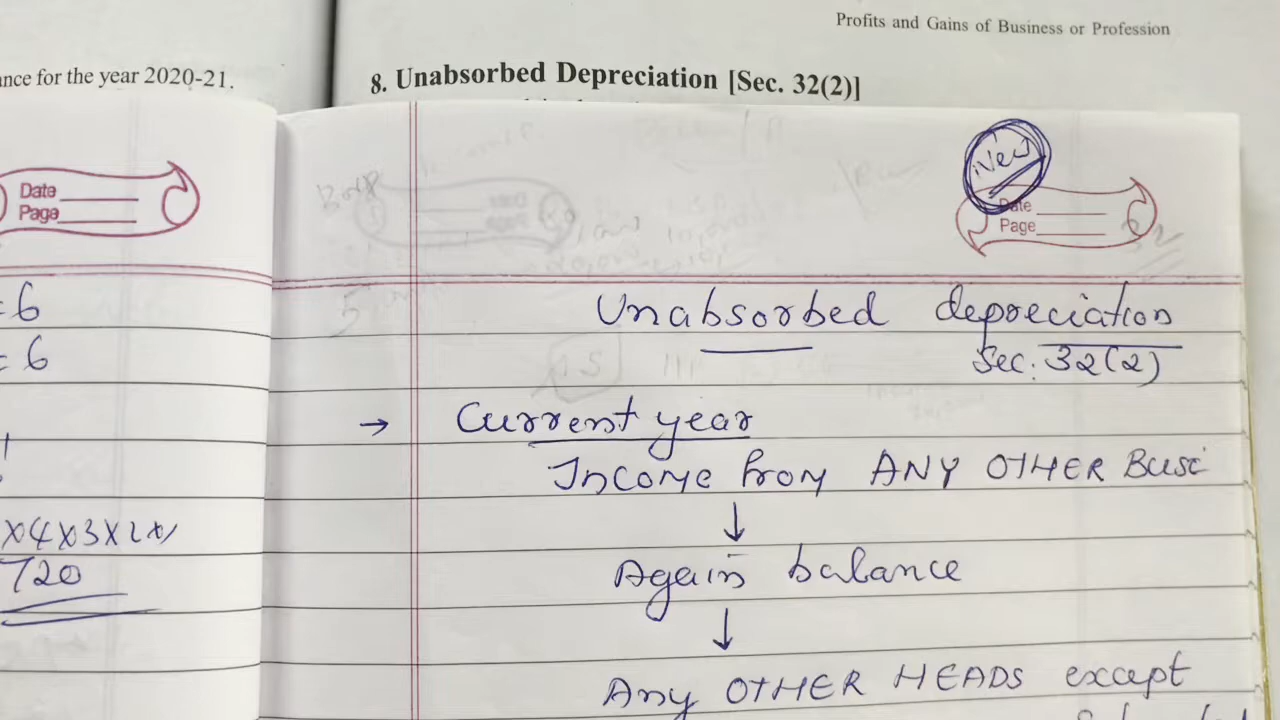 Profits and Gains of Business or Profession
ance for the year 2020-21.
8. Unabsorbed Depreciation [Sec. 32(2)]
Date
Page
= 6
= 6
720
New
Date
Page
Unabsorbed depreciation
Sec. 32(2)
→ Current year
Income from ANY OTHER Busi
↓
Again balance
↓
Any OTHER HEADS except